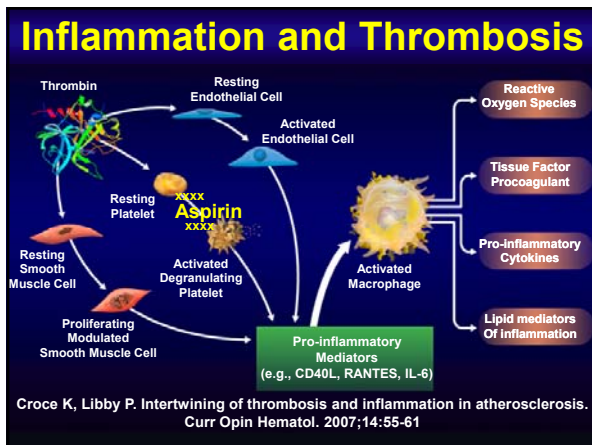 Inflammation and Thrombosis
Thrombin
Resting
Endothelial Cell
Activated
Endothelial Cell
Resting
Platelet
xxxx
Aspirin
xxxx
Activated
Degranulating
Platelet
Resting
Smooth
Muscle Cell
Proliferating
Modulated
Smooth Muscle Cell
Pro-inflammatory
Mediators
(e.g., CD40L, RANTES, IL-6)
Activated
Macrophage
Reactive
Oxygen Species
Tissue Factor
Procoagulant
Pro-inflammatory
Cytokines
Lipid mediators
Of inflammation
Croce K, Libby P. Intertwining of thrombosis and inflammation in atherosclerosis.
Curr Opin Hematol. 2007;14:55-61